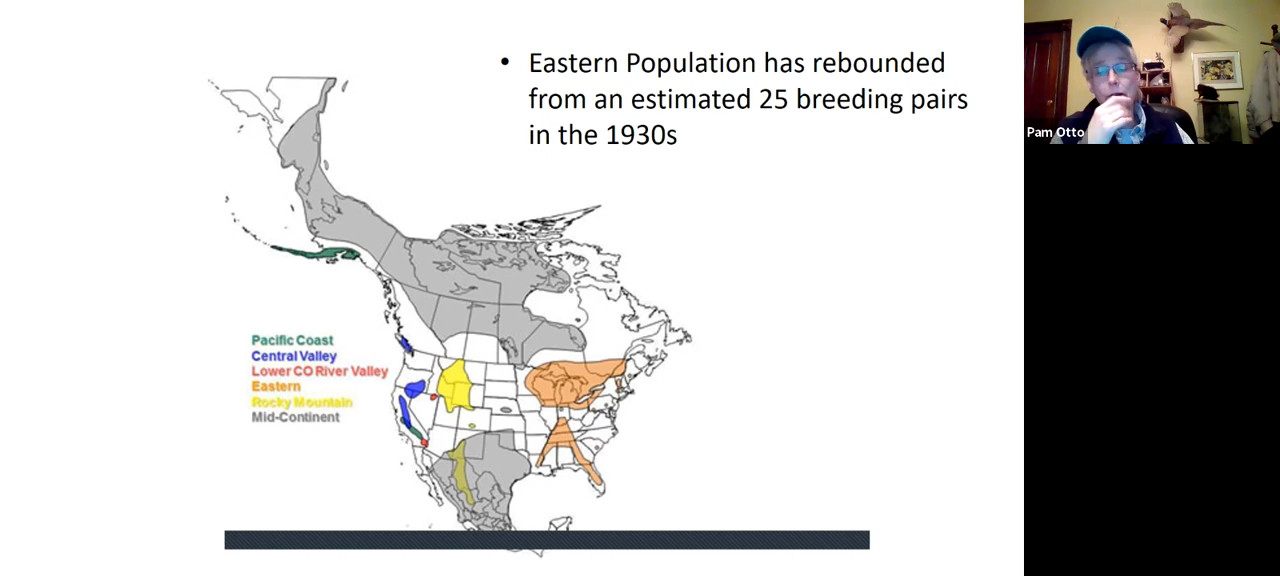 • Eastern Population has rebounded
from an estimated 25 breeding pairs
in the 1930s
Pam Otto
Pacific Coast
Central Valley
Lower CO River Valley
Eastern
Rocky Mountain
Mid-Continent